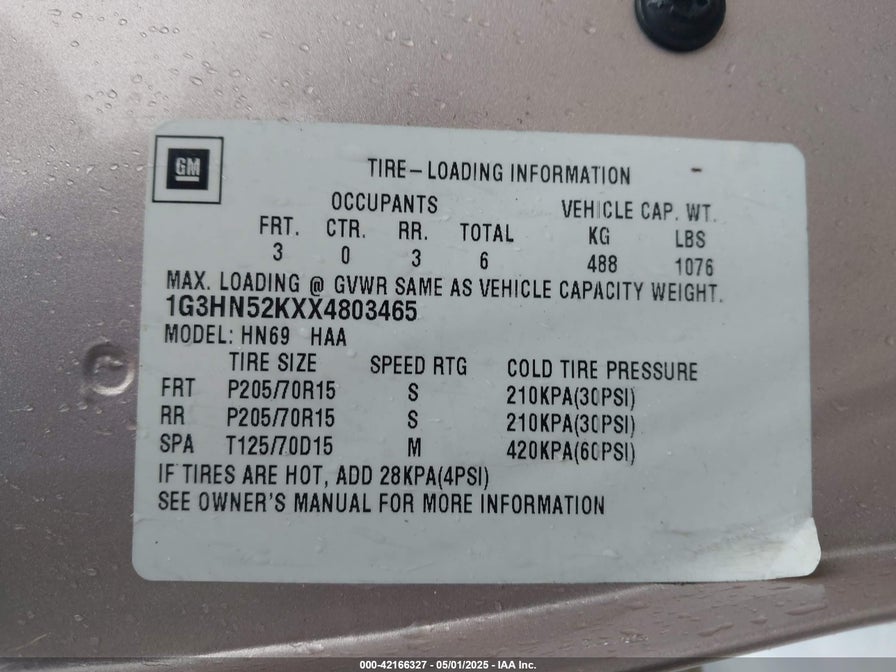 GM
TIRE-LOADING INFORMATION
OCCUPANTS VEHICLE CAP. WT.
FRT. CTR. RR. TOTAL KG LBS
3 0 3 6 488 1076
MAX. LOADING @ GVWR SAME AS VEHICLE CAPACITY WEIGHT.
1G3HN52KXX4803465
MODEL: HN69 HAA
TIRE SIZE SPEED RTG COLD TIRE PRESSURE
FRT P205/70R15 S 210KPA(30PSI)
RR P205/70R15 S 210KPA(30PSI)
SPA T125/70D15 M 420KPA(60PSI)
IF TIRES ARE HOT, ADD 28KPA(4PSI)
SEE OWNER'S MANUAL FOR MORE INFORMATION
000-42166327 - 05/01/2025 - IAA Inc.